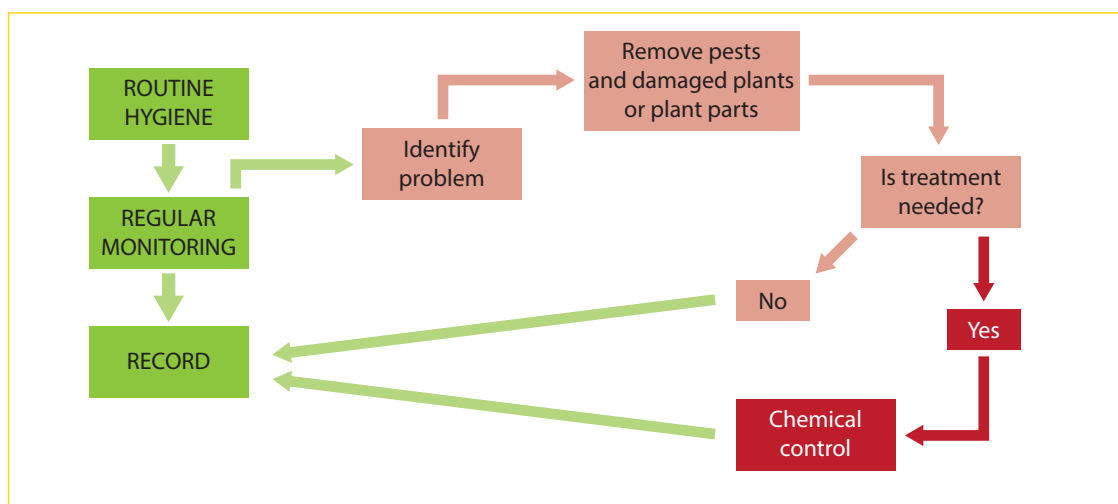 ROUTINE
HYGIENE
REGULAR
MONITORING
RECORD
Identify
problem
Remove pests
and damaged plants
or plant parts
Is treatment
needed?
No
Yes
Chemical
control